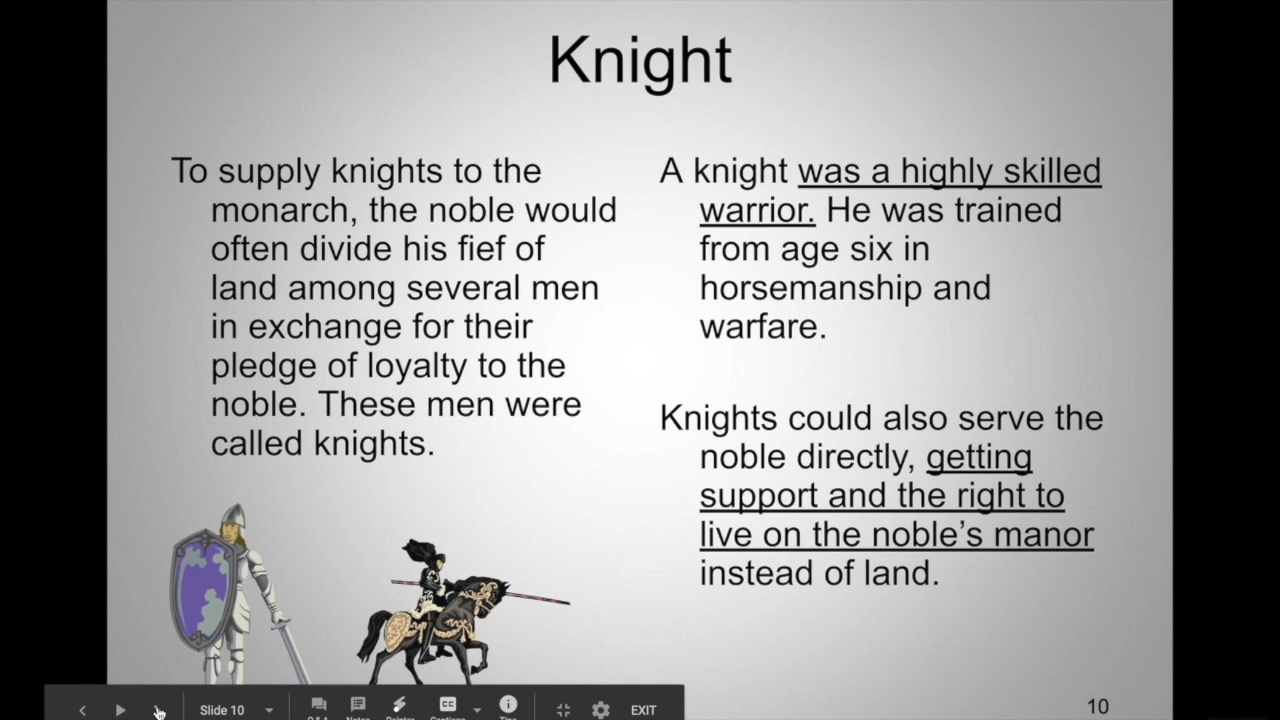 Knight
To supply knights to the
monarch, the noble would
often divide his fief of
land among several men
in exchange for their
pledge of loyalty to the
noble. These men were
called knights.
A knight was a highly skilled
warrior. He was trained
from age six in
horsemanship and
warfare.
Knights could also serve the
noble directly, getting
support and the right to
live on the noble’s manor
instead of land.
Slide 10
CC
EXIT
10